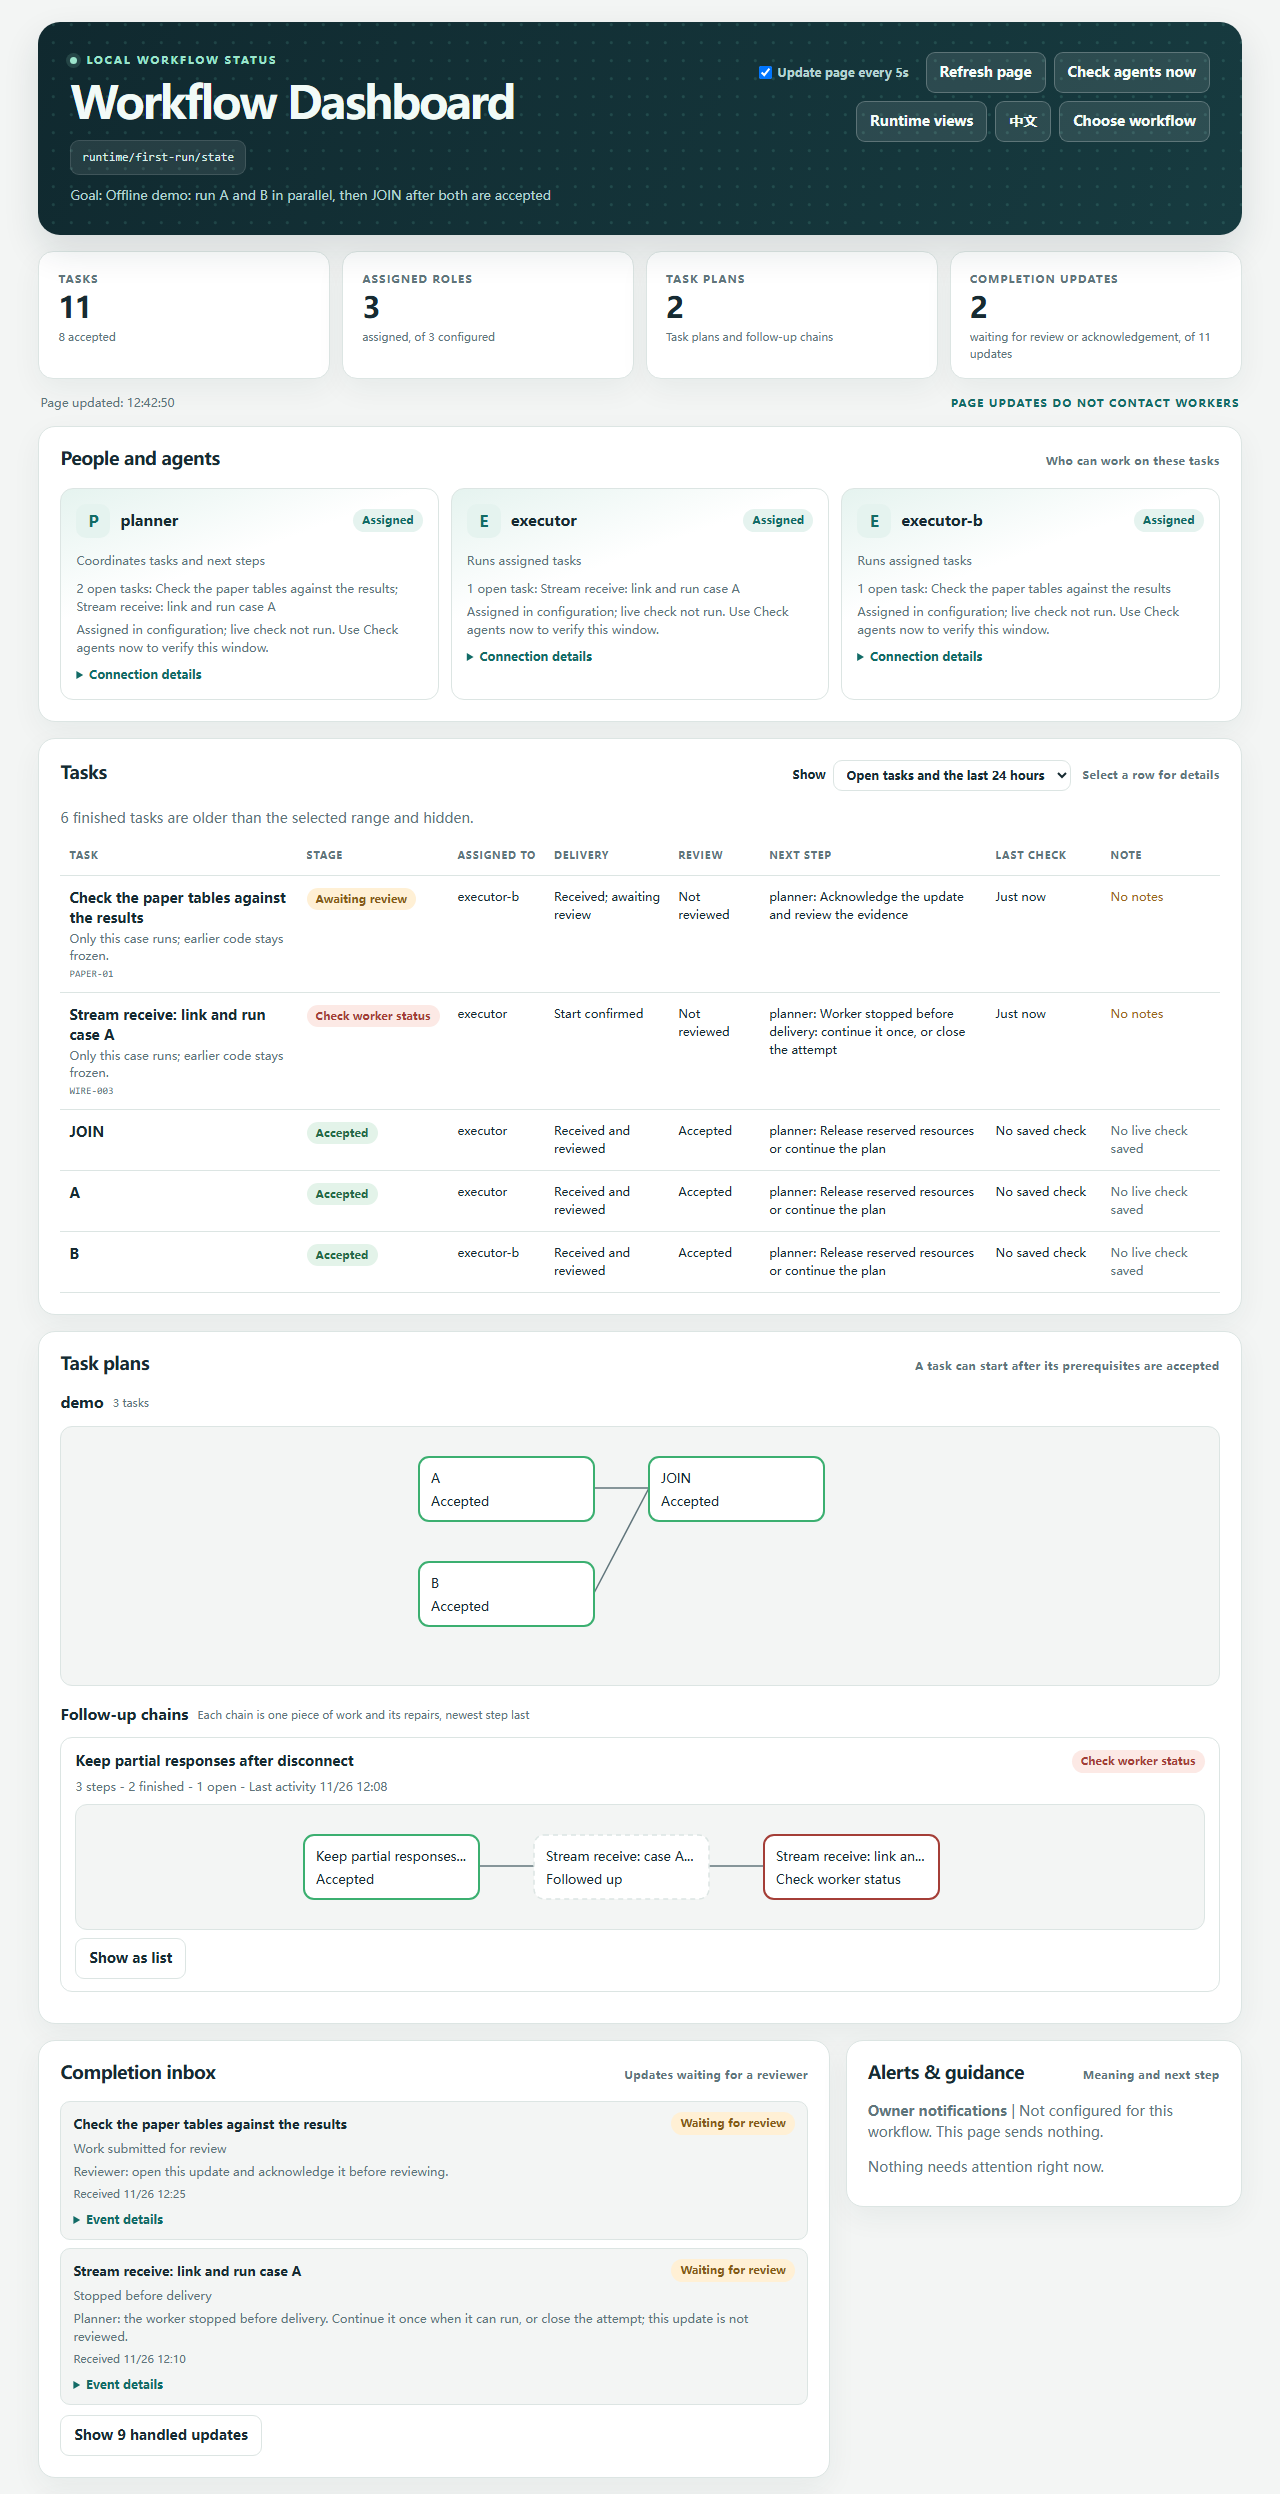 LOCAL WORKFLOW STATUS
Workflow Dashboard
runtime/first-run/state
Goal: Offline demo: run A and B in parallel, then JOIN after both are accepted
Update page every 5s
Refresh page
Check agents now
Runtime views
中文
Choose workflow
TASKS
11
8 accepted
ASSIGNED ROLES
3
assigned, of 3 configured
TASK PLANS
2
Task plans and follow-up chains
COMPLETION UPDATES
2
waiting for review or acknowledgement, of 11
updates
Page updated: 12:42:50
PAGE UPDATES DO NOT CONTACT WORKERS
People and agents
Who can work on these tasks
P
planner
Assigned
Coordinates tasks and next steps
2 open tasks: Check the paper tables against the results;
Stream receive: link and run case A
Assigned in configuration; live check not run. Use Check
agents now to verify this window.
Connection details
E
executor
Assigned
Runs assigned tasks
1 open task: Stream receive: link and run case A
Assigned in configuration; live check not run. Use Check
agents now to verify this window.
Connection details
E
executor-b
Assigned
Runs assigned tasks
1 open task: Check the paper tables against the results
Assigned in configuration; live check not run. Use Check
agents now to verify this window.
Connection details
Tasks
Show
Open tasks and the last 24 hours
Select a row for details
6 finished tasks are older than the selected range and hidden.
TASK
STAGE
ASSIGNED TO
DELIVERY
REVIEW
NEXT STEP
LAST CHECK
NOTE
Check the paper tables against
the results
Only this case runs; earlier code stays
frozen.
PAPER-01
Awaiting review
executor-b
Received; awaiting
review
Not
reviewed
planner: Acknowledge the update
and review the evidence
Just now
No notes
Stream receive: link and run
case A
Only this case runs; earlier code stays
frozen.
WIRE-003
Check worker status
executor
Start confirmed
Not
reviewed
planner: Worker stopped before
delivery: continue it once, or close
the attempt
Just now
No notes
JOIN
Accepted
executor
Received and
reviewed
Accepted
planner: Release reserved resources
or continue the plan
No saved check
No live check
saved
A
Accepted
executor
Received and
reviewed
Accepted
planner: Release reserved resources
or continue the plan
No saved check
No live check
saved
B
Accepted
executor-b
Received and
reviewed
Accepted
planner: Release reserved resources
or continue the plan
No saved check
No live check
saved
Task plans
A task can start after its prerequisites are accepted
demo
3 tasks
A
Accepted
JOIN
Accepted
B
Accepted
Follow-up chains
Each chain is one piece of work and its repairs, newest step last
Keep partial responses after disconnect
Check worker status
3 steps - 2 finished - 1 open - Last activity 11/26 12:08
Keep partial responses...
Accepted
Stream receive: case A...
Followed up
Stream receive: link an...
Check worker status
Show as list
Completion inbox
Updates waiting for a reviewer
Check the paper tables against the results
Waiting for review
Work submitted for review
Reviewer: open this update and acknowledge it before reviewing.
Received 11/26 12:25
Event details
Stream receive: link and run case A
Waiting for review
Stopped before delivery
Planner: the worker stopped before delivery. Continue it once when it can run, or close the attempt; this update is not
reviewed.
Received 11/26 12:10
Event details
Show 9 handled updates
Alerts & guidance
Meaning and next step
Owner notifications | Not configured for this
workflow. This page sends nothing.
Nothing needs attention right now.